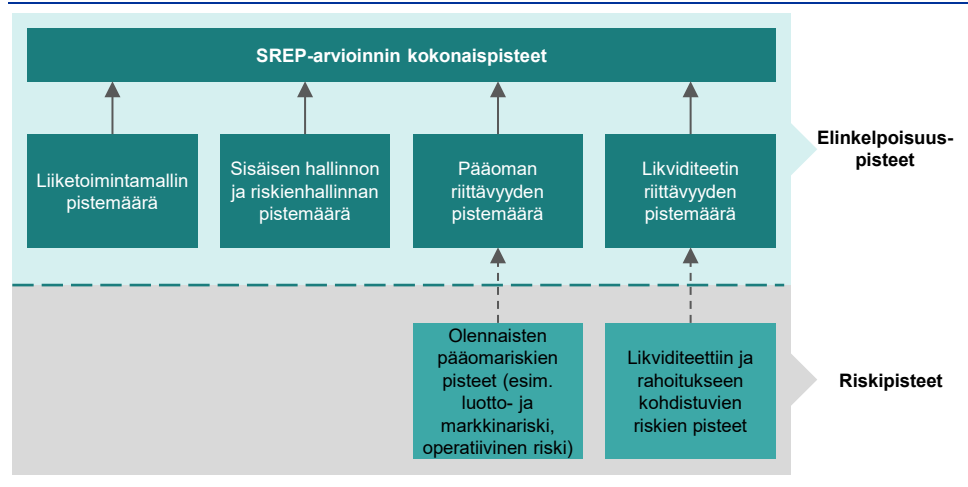 SREP-arvioinnin kokonaispisteet
Liiketoimintamallin
pistemäärä
Sisäisen hallinnon
ja riskienhallinnan
pistemäärä
Pääoman
riittävyyden
pistemäärä
Likviditeetin
riittävyyden
pistemäärä
Elinkelpoisuus-
pisteet
Olennaisten
pääomariskien
pisteet (esim.
luotto- ja
markkinariski,
operatiivinen riski)
Likviditeettiin ja
rahoitukseen
kohdistuvien
riskien pisteet
Riskipisteet